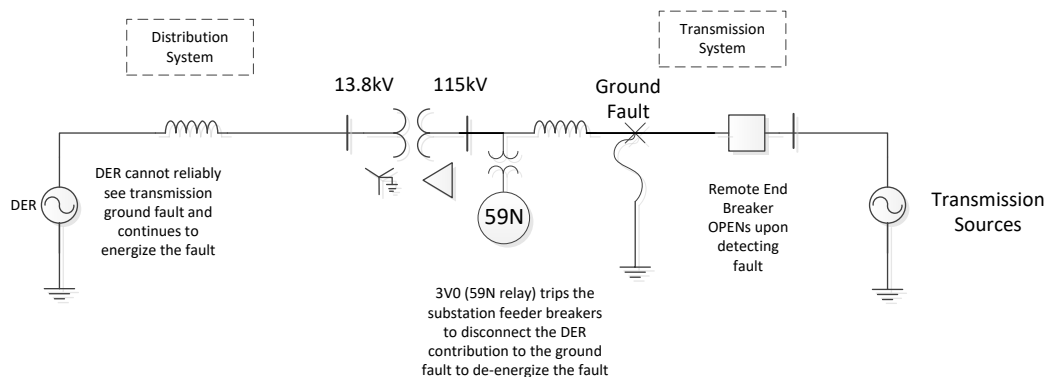 Distribution
System
Transmission
System
13.8kV
115kV
Ground
Fault
DER cannot reliably
see transmission
ground fault and
continues to
energize the fault
DER
59N
Remote End
Breaker
OPENs upon
detecting
fault
Transmission
Sources
3V0 (59N relay) trips the
substation feeder breakers
to disconnect the DER
contribution to the ground
fault to de-energize the fault